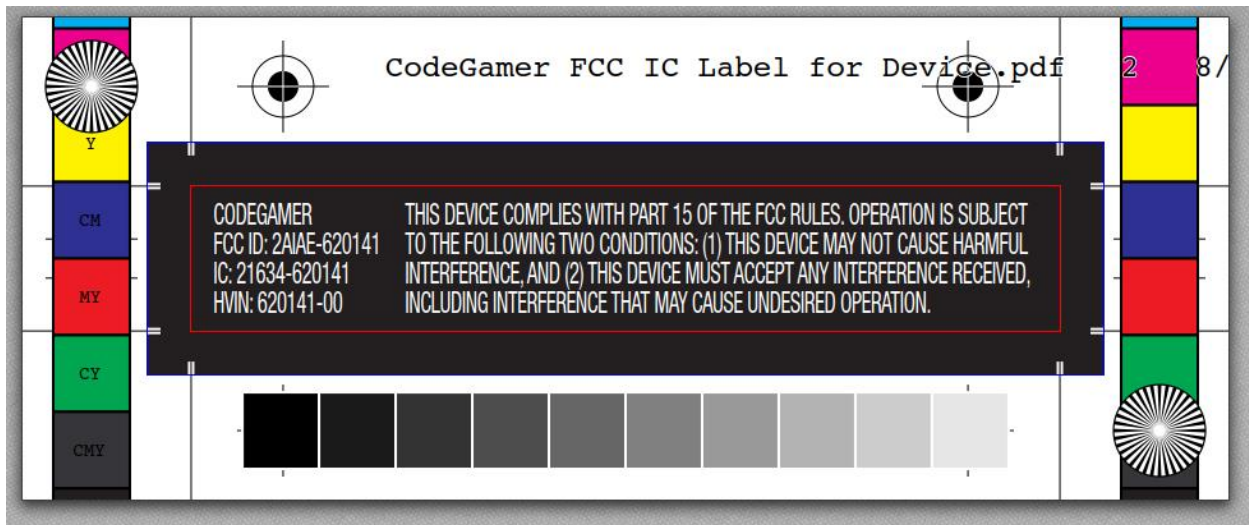 CodeGamer FCC IC Label for Device.pdf 2 8/
Y
CM
MY
CY
CMY
CODEGAMER
FCC ID: 2AIAE-620141
IC: 21634-620141
HVIN: 620141-00
THIS DEVICE COMPLIES WITH PART 15 OF THE FCC RULES. OPERATION IS SUBJECT
TO THE FOLLOWING TWO CONDITIONS: (1) THIS DEVICE MAY NOT CAUSE HARMFUL
INTERFERENCE, AND (2) THIS DEVICE MUST ACCEPT ANY INTERFERENCE RECEIVED,
INCLUDING INTERFERENCE THAT MAY CAUSE UNDESIRED OPERATION.